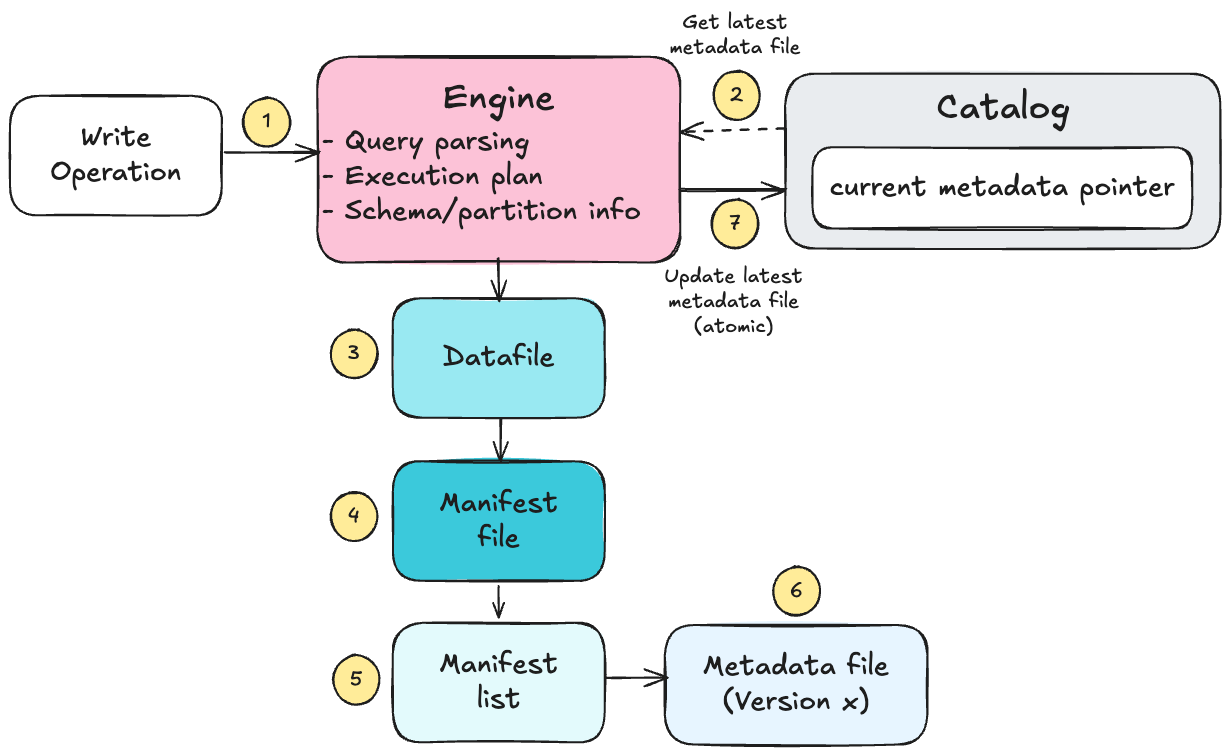 Get latest
metadata file
Write
Operation
1
Engine
- Query parsing
- Execution plan
- Schema/partition info
2
Catalog
current metadata pointer
7
Update latest
metadata file
(atomic)
3
Datafile
4
Manifest
file
5
Manifest
list
6
Metadata file
(Version x)